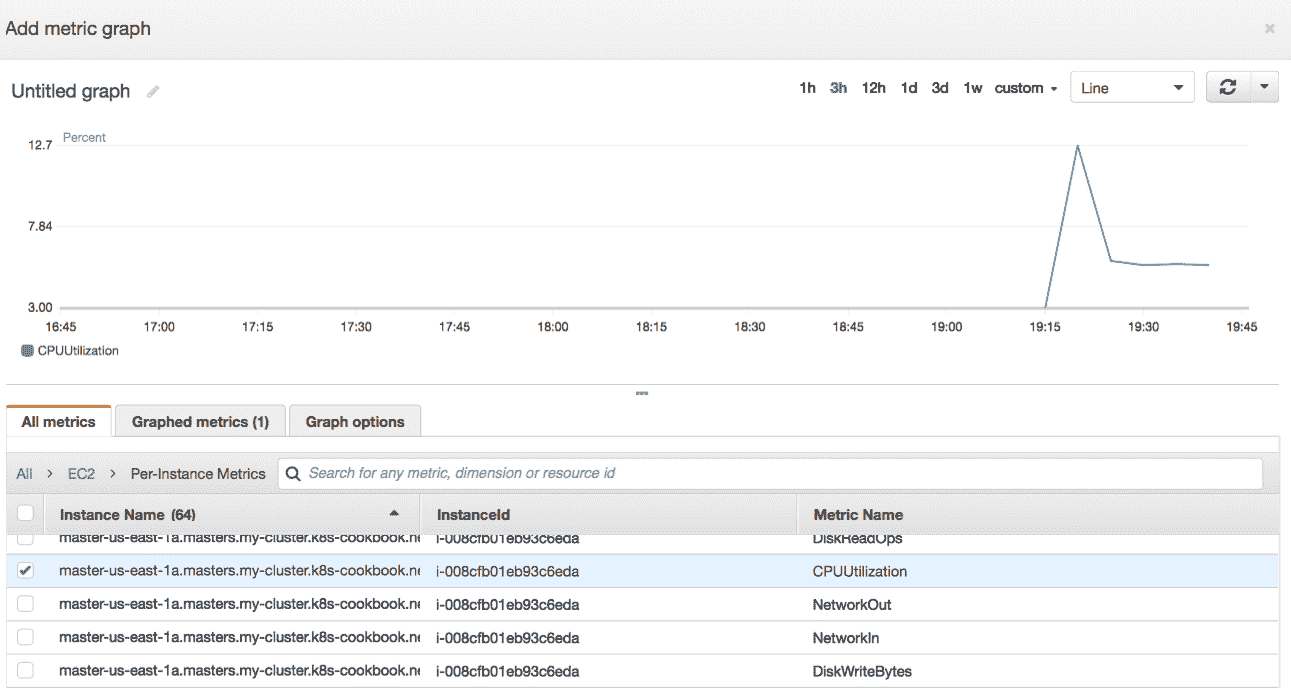 Add metric graph
Untitled graph
1h 3h 12h 1d 3d 1w custom Line
Percent
12.7
7.84
3.00
16:45 17:00 17:15 17:30 17:45 18:00 18:15 18:30 18:45 19:00 19:15 19:30 19:45
CPUUtilization
All metrics Graphed metrics (1) Graph options
All > EC2 > Per-Instance Metrics Search for any metric, dimension or resource id
Instance Name (64) InstanceId Metric Name
master-us-east-1a.masters.my-cluster.k8s-cookbook.ne i-008cfb01eb93c6eda DiskReadOps
master-us-east-1a.masters.my-cluster.k8s-cookbook.ne i-008cfb01eb93c6eda CPUUtilization
master-us-east-1a.masters.my-cluster.k8s-cookbook.ne i-008cfb01eb93c6eda NetworkOut
master-us-east-1a.masters.my-cluster.k8s-cookbook.ne i-008cfb01eb93c6eda NetworkIn
master-us-east-1a.masters.my-cluster.k8s-cookbook.ne i-008cfb01eb93c6eda DiskWriteBytes